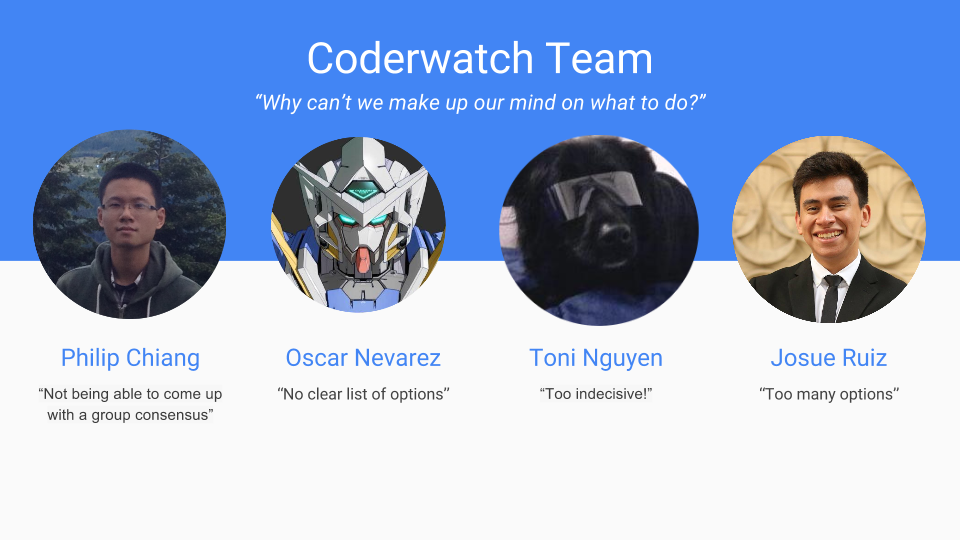 Coderwatch Team
“Why can’t we make up our mind on what to do?”
Philip Chiang
“Not being able to come up
with a group consensus”
Oscar Nevarez
“No clear list of options”
Toni Nguyen
“Too indecisive!”
Josue Ruiz
“Too many options”